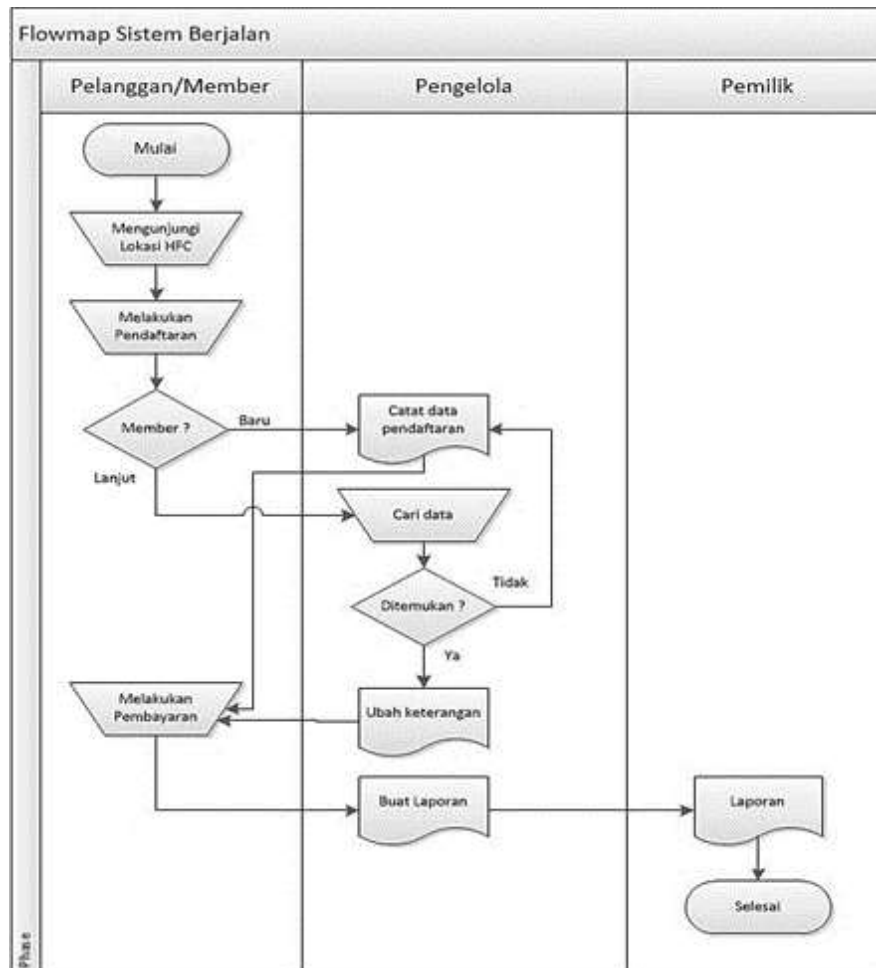 Flowmap Sistem Berjalan
Pelanggan/Member
Pengelola
Pemilik
Mulai
Mengunjungi
Lokasi HFC
Melakukan
Pendaftaran
Member ?
Baru
Lanjut
Catat data
pendaftaran
Cari data
Ditemukan ?
Tidak
Ya
Ubah keterangan
Melakukan
Pembayaran
Buat Laporan
Laporan
Selesai
Phase